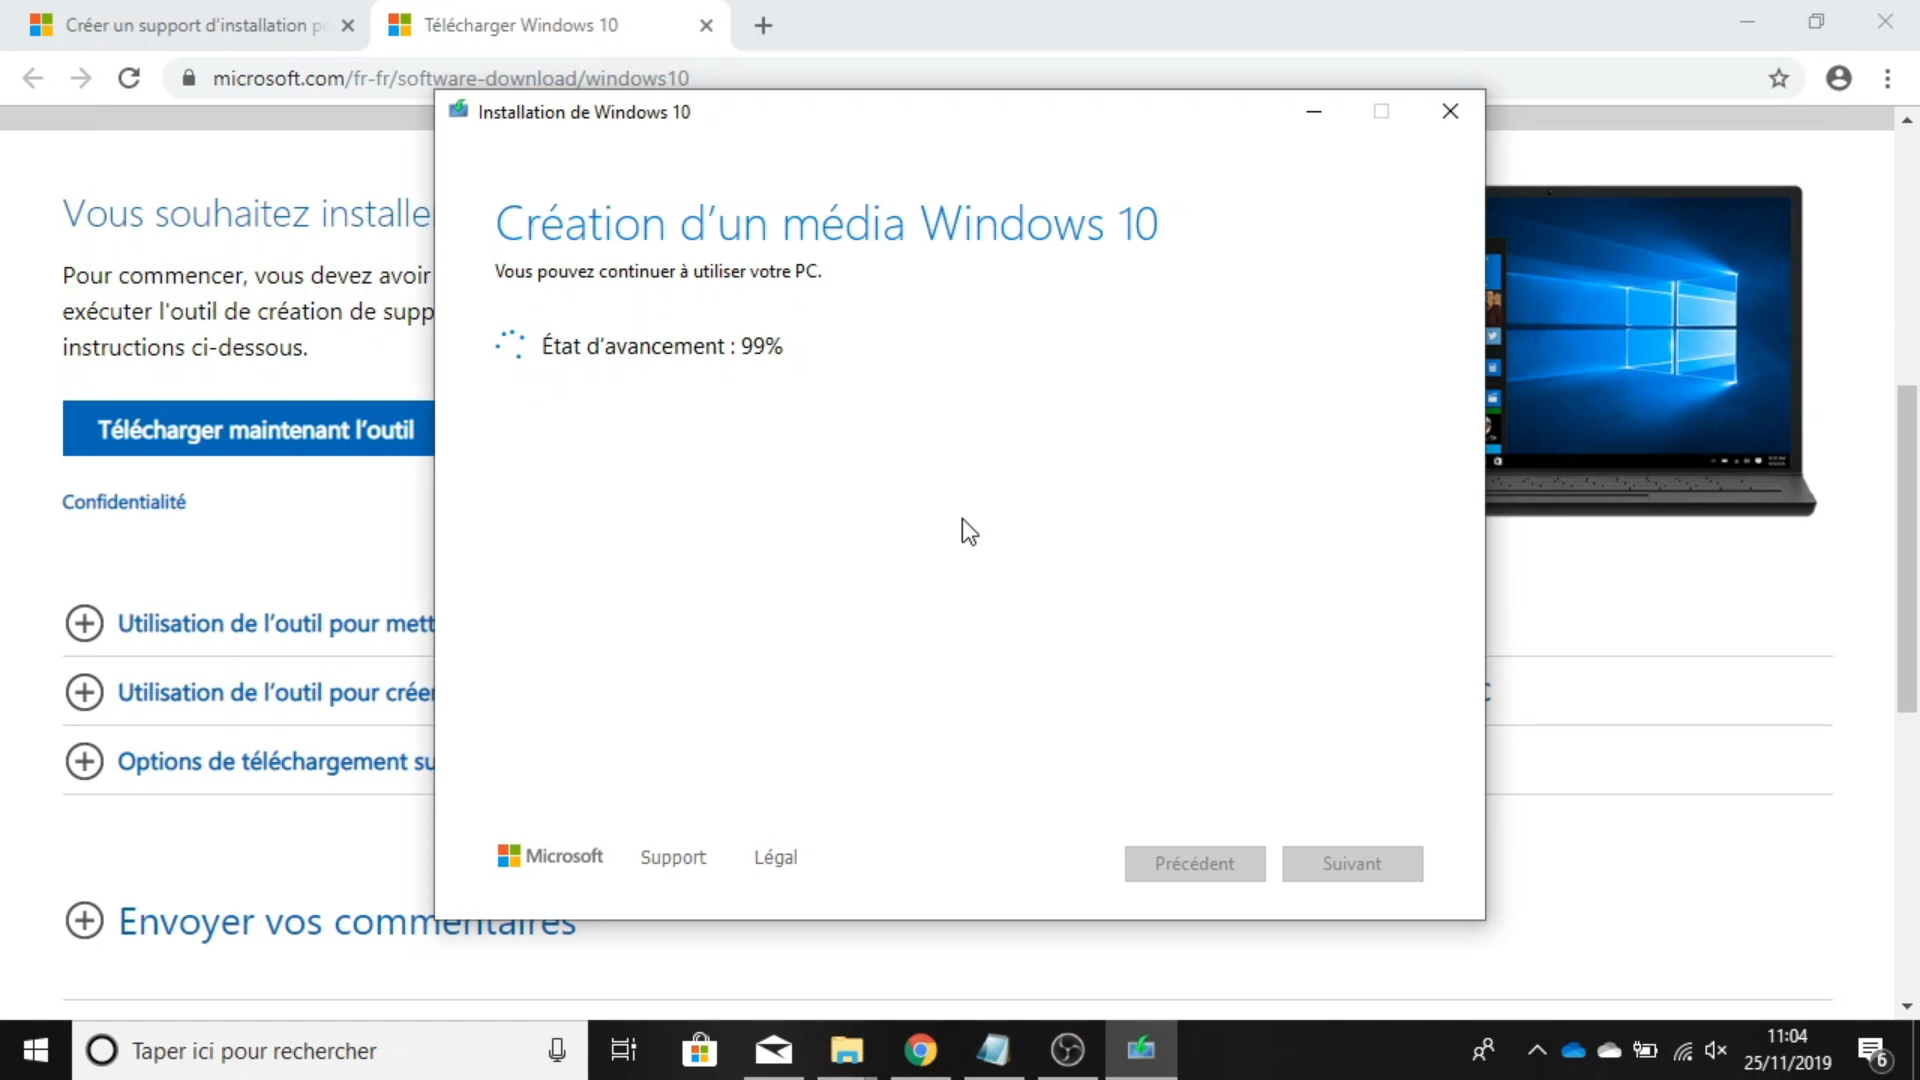 Créer un support d'installation p
Télécharger Windows 10
microsoft.com/fr-fr/software-download/windows10
Installation de Windows 10
Vous souhaitez installe
Pour commencer, vous devez avoir
exécuter l'outil de création de supp
instructions ci-dessous.
Télécharger maintenant l'outil
Confidentialité
Création d'un média Windows 10
Vous pouvez continuer à utiliser votre PC.
État d'avancement : 99%
Utilisation de l'outil pour mett
Utilisation de l'outil pour créer
Options de téléchargement su
Microsoft
Support
Légal
Précédent
Suivant
Envoyer vos commentaires
Taper ici pour rechercher
11:04
25/11/2019
6